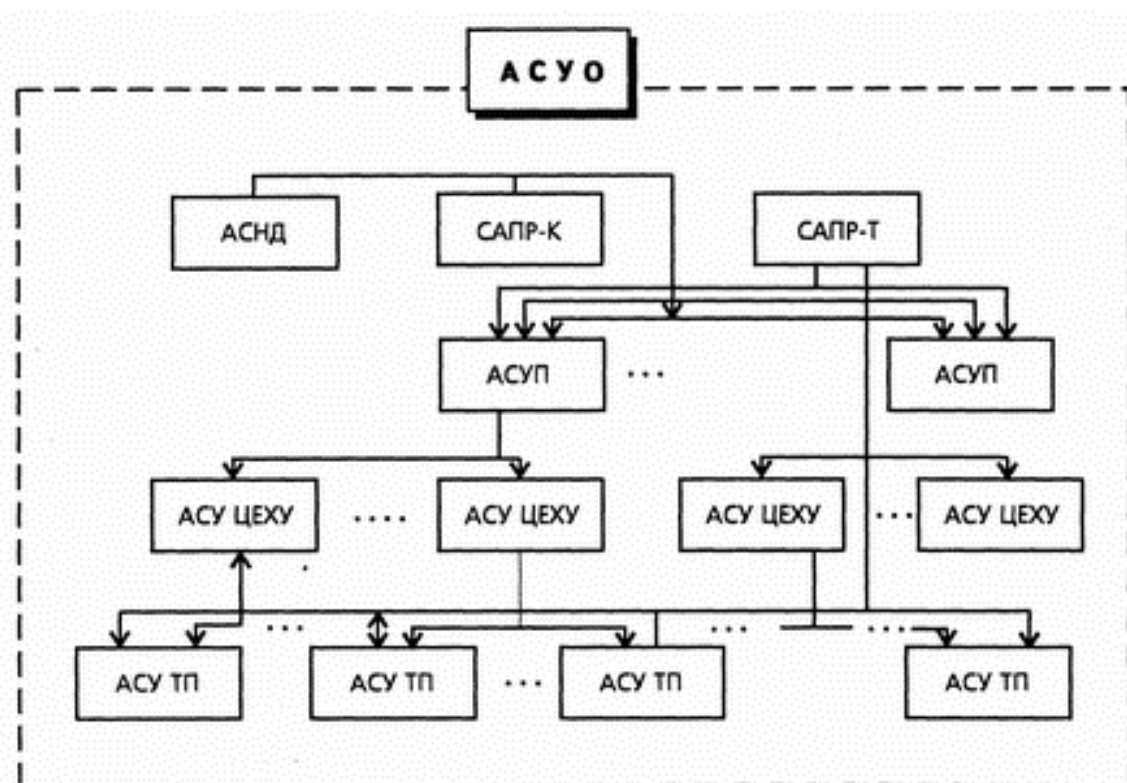 АСУО
АСНД
САПР-К
САПР-Т
АСУП
...
АСУП
АСУ ЦЕХУ
....
АСУ ЦЕХУ
АСУ ЦЕХУ
...
АСУ ЦЕХУ
...
...
....
АСУ ТП
АСУ ТП
...
АСУ ТП
АСУ ТП